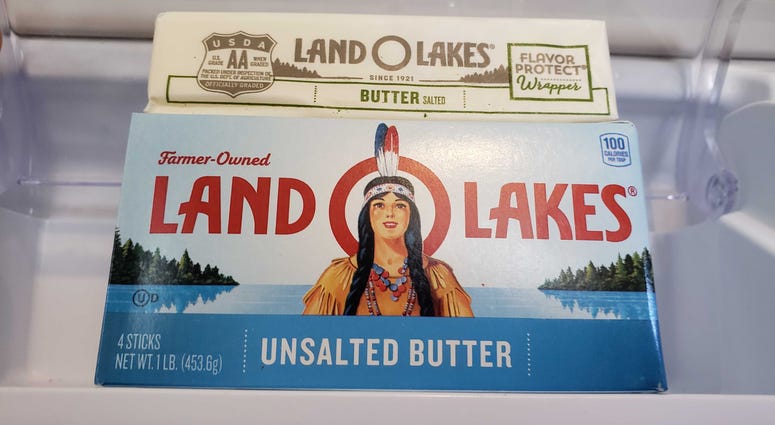 USDA
U.S. GRADE AA WHEN GRADED
PACKED UNDER INSPECTION OF
THE U.S. DEPT. OF AGRICULTURE
OFFICIALLY GRADED
LAND O LAKES®
SINCE 1921
BUTTER SALTED
FLAVOR
PROTECT®
Wrapper
100
CALORIES
PER TBSP
Farmer-Owned
LAND O LAKES®
U D
4 STICKS
NET WT. 1 LB. (453.6g)
UNSALTED BUTTER